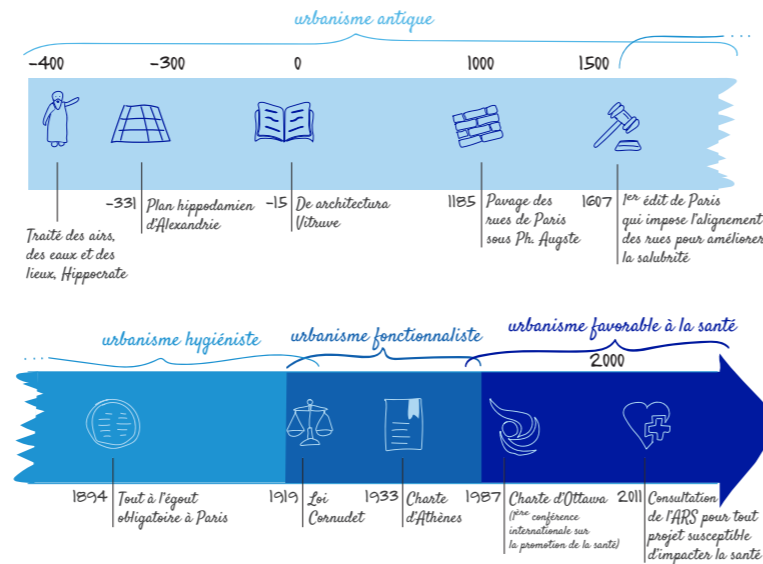 urbanisme antique
...
-400
-300
0
1000
1500
Traité des airs,
des eaux et des
lieux, Hippocrate
-331
Plan hippodamien
d'Alexandrie
-15
De architectura
Vitruve
1185
Pavage des
rues de Paris
sous Ph. Augste
1607
1er édit de Paris
qui impose l'alignement
des rues pour améliorer
la salubrité
...
urbanisme hygiéniste
urbanisme fonctionnaliste
urbanisme favorable à la santé
2000
1894
Tout à l'égout
obligatoire à Paris
1919
Loi
Cornudet
1933
Charte
d'Athènes
1987
Charte d'Ottawa
(1ère conférence
internationale sur
la promotion de la santé)
2011
Consultation
de l'ARS pour tout
projet susceptible
d'impacter la santé